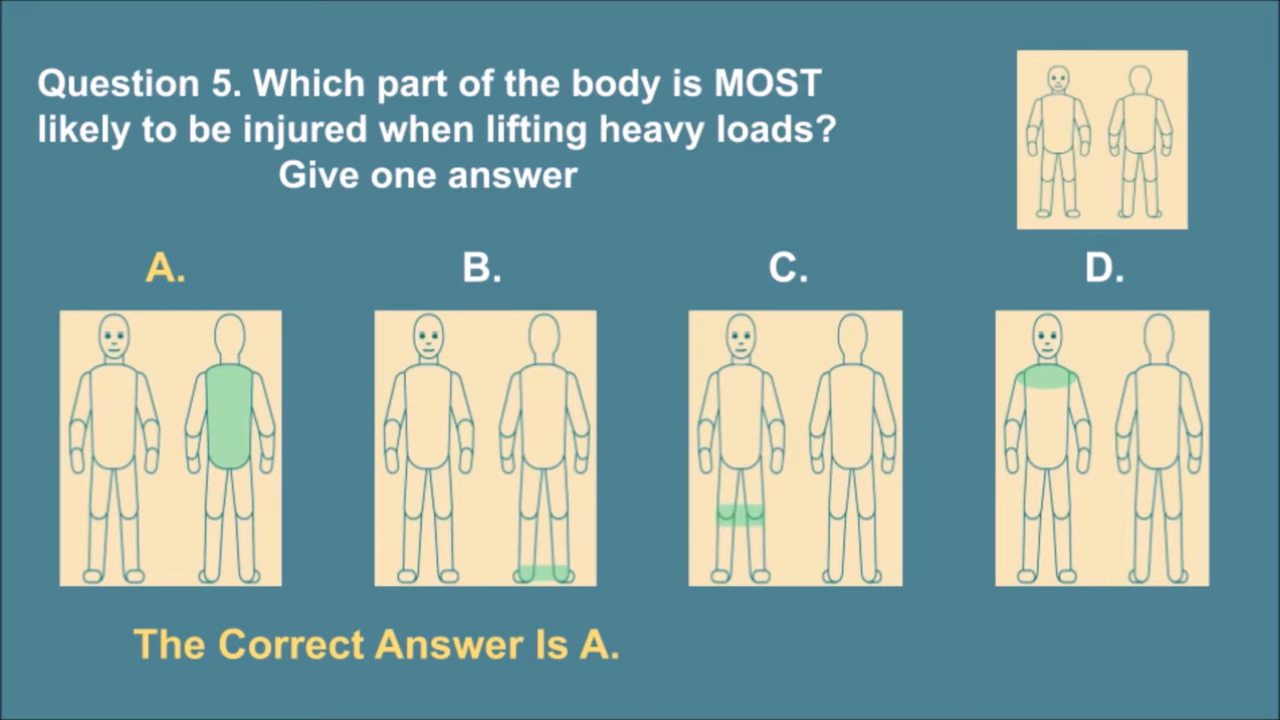 Question 5. Which part of the body is MOST
likely to be injured when lifting heavy loads?
Give one answer
A.
B.
C.
D.
The Correct Answer Is A.